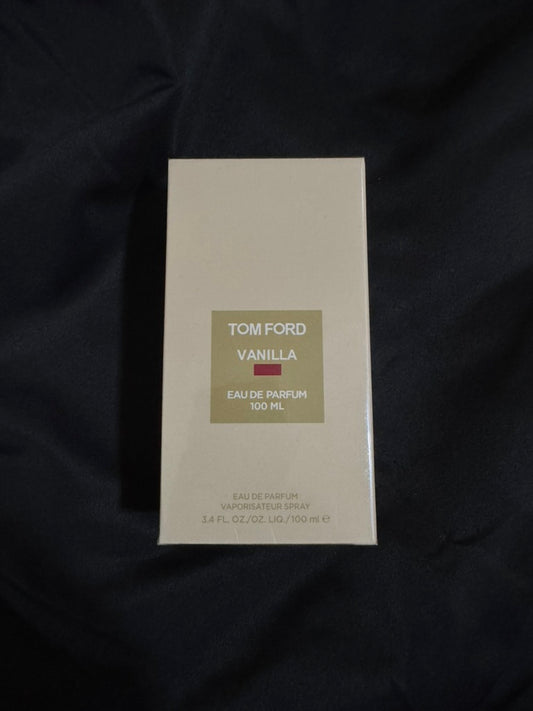 TOM FORD
VANILLA
EAU DE PARFUM
100 ML
EAU DE PARFUM
VAPORISATEUR SPRAY
3.4 FL. OZ./OZ. LIQ./100 ml e